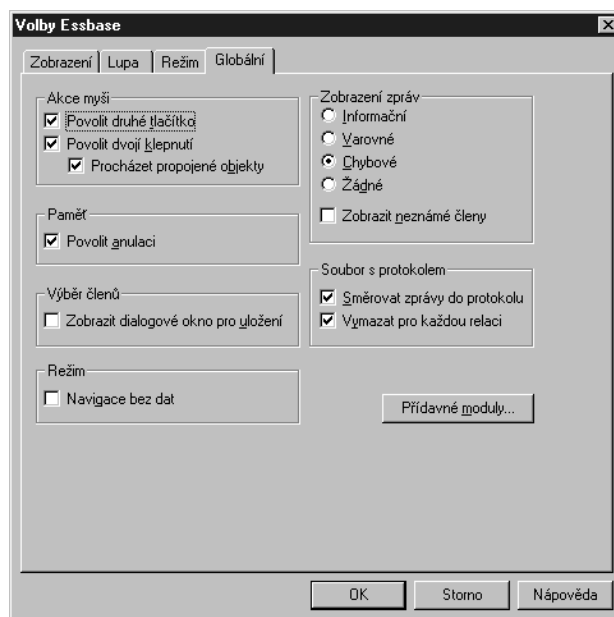 Volby Essbase
Zobrazení
Lupa
Režim
Globální
Akce myši
Povolit druhé tlačítko
Povolit dvojí klepnutí
Procházet propojené objekty
Paměť
Povolit anulaci
Výběr členů
Zobrazit dialogové okno pro uložení
Režim
Navigace bez dat
Zobrazení zpráv
Informační
Varovné
Chybové
Žádné
Zobrazit neznámé členy
Soubor s protokolem
Směrovat zprávy do protokolu
Vymazat pro každou relaci
Přídavné moduly...
OK
Storno
Nápověda